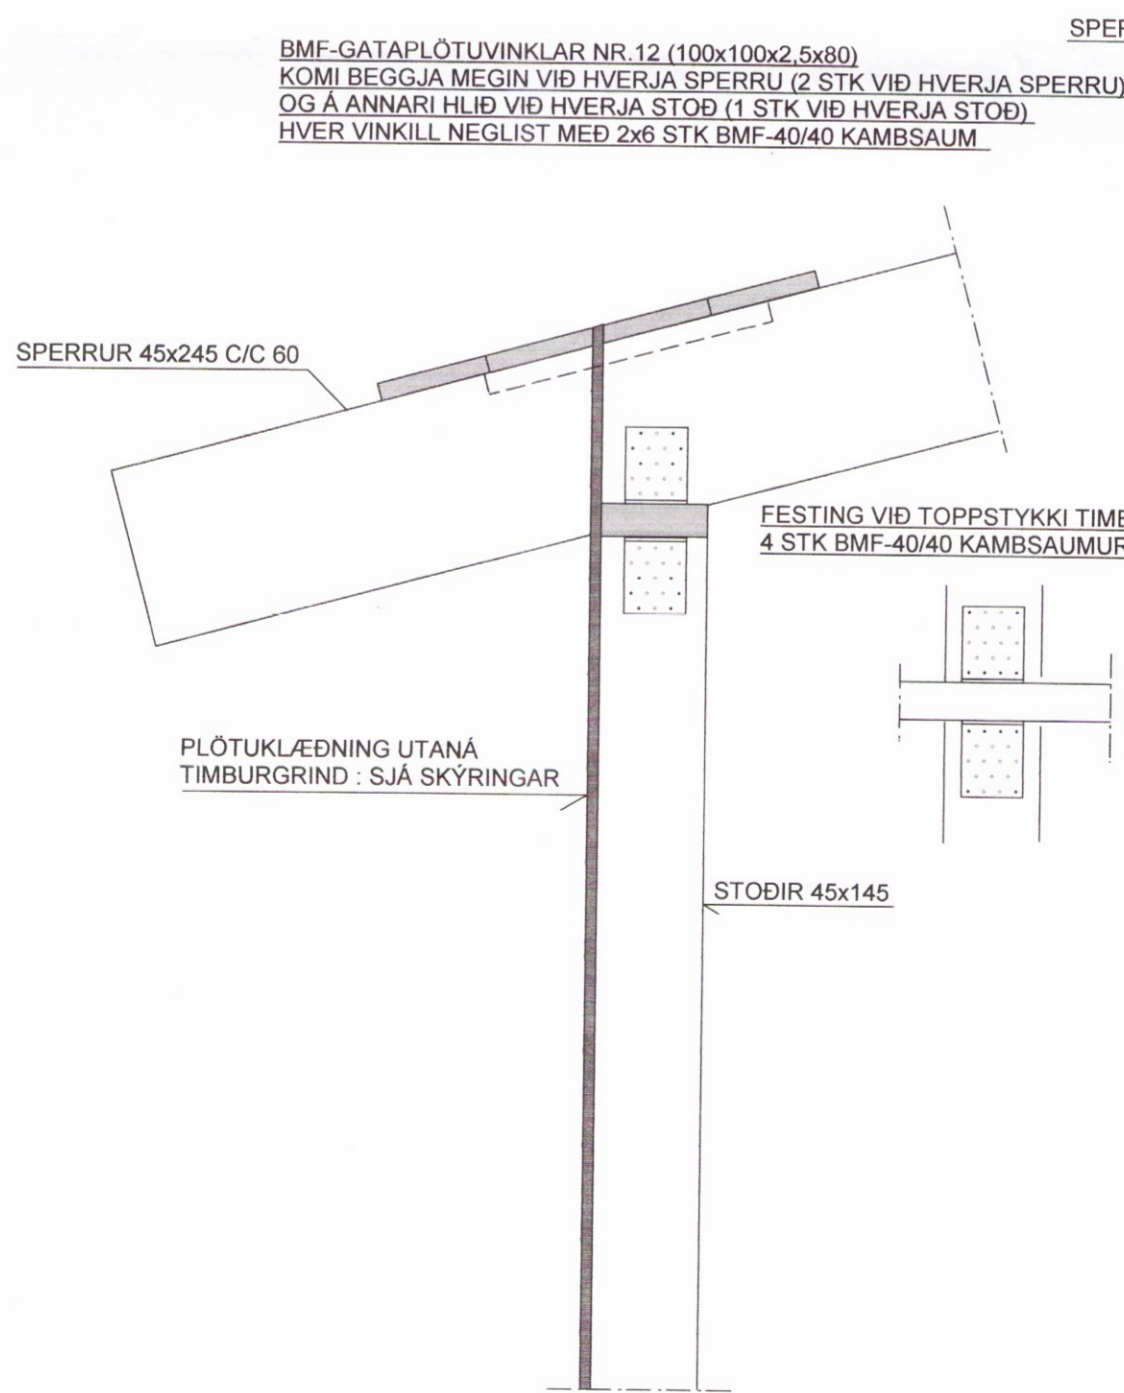 SPER
BMF-GATAPLÖTUVINKLAR NR.12 (100x100x2,5x80)
KOMI BEGGJA MEGIN VIÐ HVERJA SPERRU (2 STK VIÐ HVERJA SPERRU)
OG Á ANNARI HLIÐ VIÐ HVERJA STOÐ (1 STK VIÐ HVERJA STOÐ)
HVER VINKILL NEGLIST MEÐ 2x6 STK BMF-40/40 KAMBSAUM
SPERRUR 45x245 C/C 60
FESTING VIÐ TOPPSTYKKI TIMB
4 STK BMF-40/40 KAMBSAUMUR
PLÖTUKLÆÐNING UTANÁ
TIMBURGRIND : SJÁ SKÝRINGAR
STOÐIR 45x145